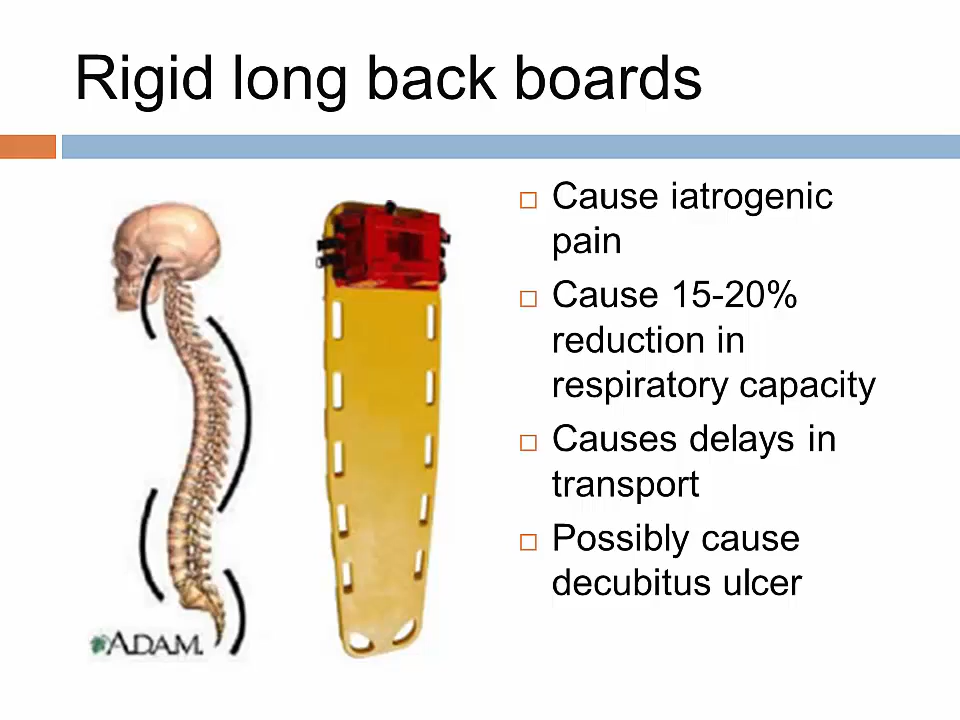 Rigid long back boards
Cause iatrogenic
pain
Cause 15-20%
reduction in
respiratory capacity
Causes delays in
transport
Possibly cause
decubitus ulcer
ADAM.